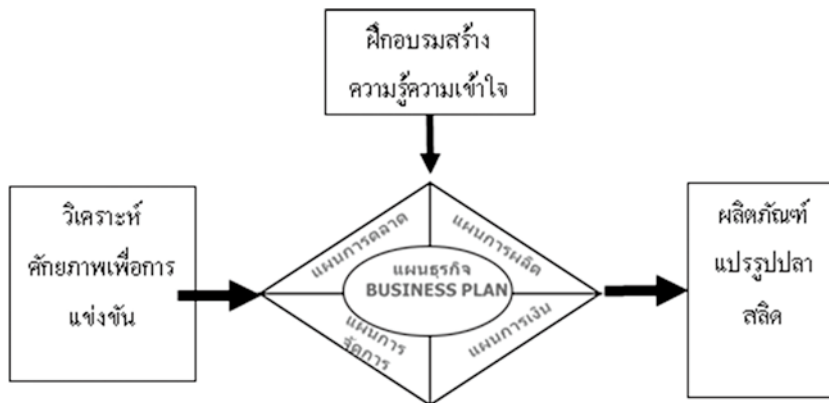 ฝึกอบรมสร้าง
ความรู้ความเข้าใจ
วิเคราะห์
ศักยภาพเพื่อการ
แข่งขัน
แผนการตลาด
แผนการผลิต
แผนธุรกิจ
BUSINESS PLAN
แผนการ
จัดการ
แผนการเงิน
ผลิตภัณฑ์
แปรรูปปลา
สลิด